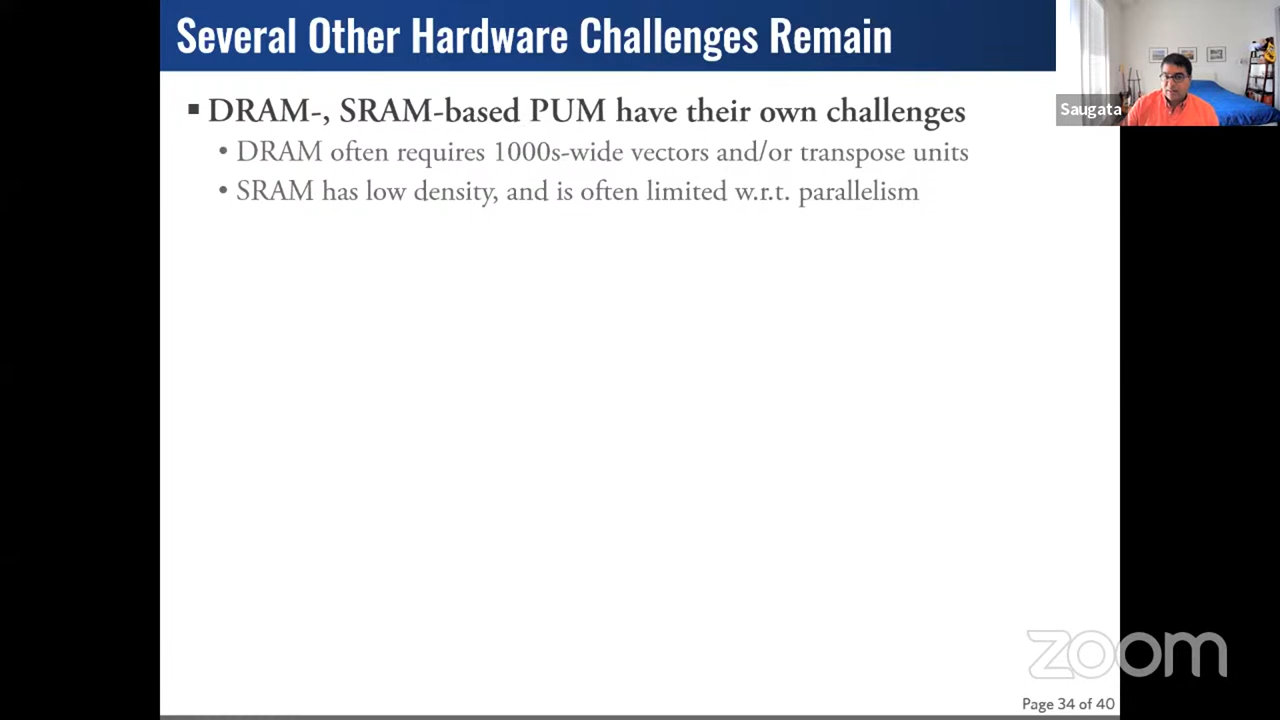 Several Other Hardware Challenges Remain
Saugata
▪ DRAM-, SRAM-based PUM have their own challenges
• DRAM often requires 1000s-wide vectors and/or transpose units
• SRAM has low density, and is often limited w.r.t. parallelism
zoom
Page 34 of 40